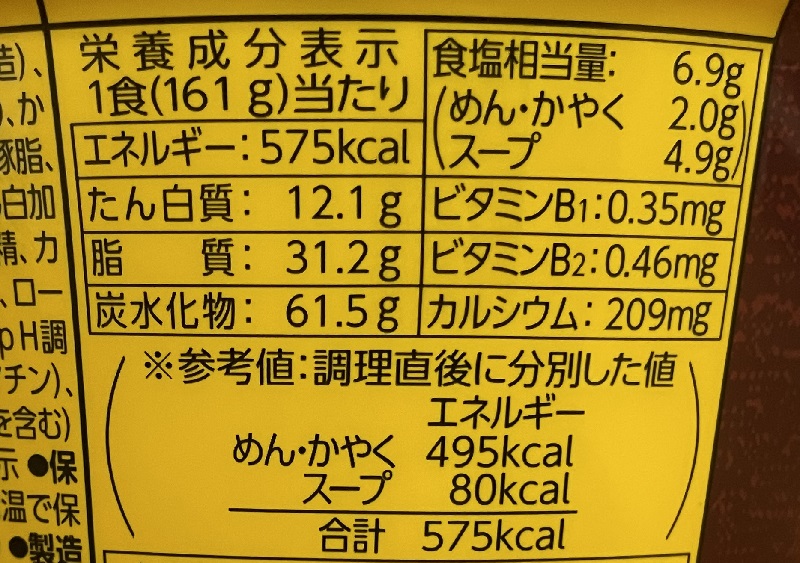 造)、
)、か
豚脂、
白加
精、カ
、ロー
pH調
チン)、
を含む)
示 ●保
温で保
●製造
栄養成分表示
1食(161g)当たり
エネルギー：575kcal
たん白質： 12.1g
脂 質： 31.2g
炭水化物： 61.5g
食塩相当量： 6.9g
(めん・かやく 2.0g)
(スープ 4.9g)
ビタミンB1：0.35mg
ビタミンB2：0.46mg
カルシウム：209mg
※参考値：調理直後に分別した値
エネルギー
めん・かやく 495kcal
スープ 80kcal
合計 575kcal